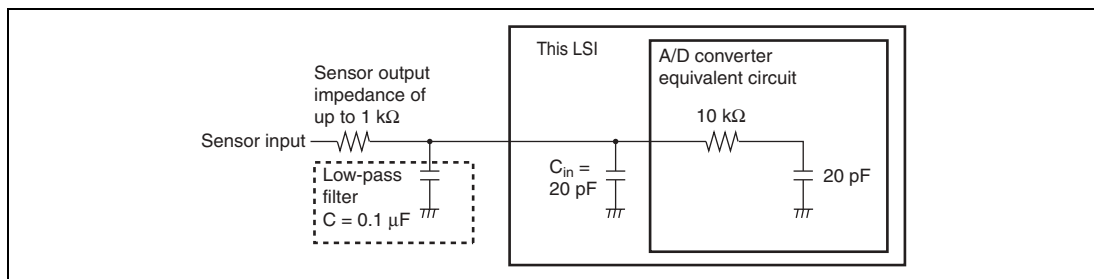 This LSI
A/D converter
equivalent circuit
Sensor output
impedance of
up to 1 kΩ
10 kΩ
Sensor input
Low-pass
filter
C = 0.1 μF
Cin =
20 pF
20 pF